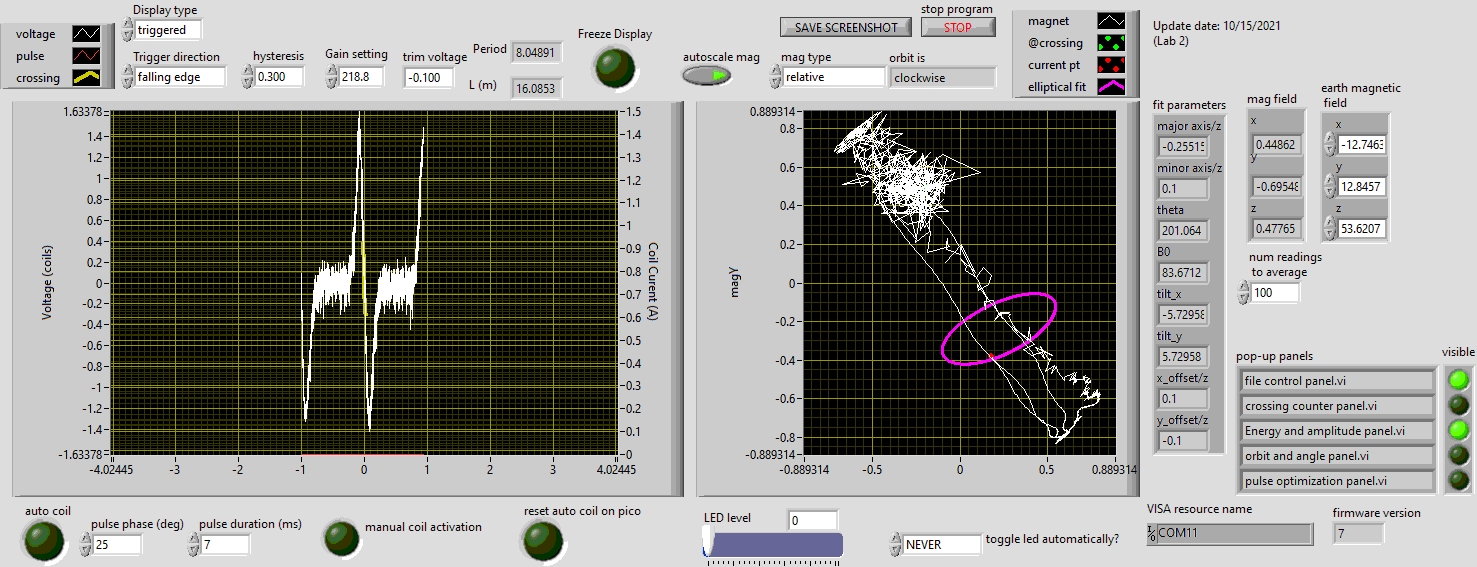 voltage
pulse
crossing
Display type
triggered
Trigger direction
falling edge
hysteresis
0.300
Gain setting
218.8
trim voltage
-0.100
Period
8.04891
L (m)
16.0853
Freeze Display
SAVE SCREENSHOT
stop program
STOP
autoscale mag
mag type
relative
orbit is
clockwise
magnet
@crossing
current pt
elliptical fit
Update date: 10/15/2021
(Lab 2)
Voltage (coils)
1.63378
1.4
1.2
1
0.8
0.6
0.4
0.2
0
-0.2
-0.4
-0.6
-0.8
-1
-1.2
-1.4
-1.63378
-4.02445
-3
-2
-1
0
1
2
3
4.02445
1.5
1.4
1.3
1.2
1.1
1
0.9
0.8
0.7
0.6
0.5
0.4
0.3
0.2
0.1
0
Coil Curent (A)
magY
0.889314
0.8
0.6
0.4
0.2
0
-0.2
-0.4
-0.6
-0.8
-0.889314
-0.889314
-0.5
0
0.5
0.889314
fit parameters
major axis/z
-0.25515
minor axis/z
0.1
theta
201.064
B0
83.6712
tilt_x
-5.72958
tilt_y
5.72958
x_offset/z
0.1
y_offset/z
-0.1
mag field
x
0.44862
y
-0.69548
z
0.47765
earth magnetic
field
x
-12.7463
y
12.8457
z
53.6207
num readings
to average
100
pop-up panels
visible
file control panel.vi
crossing counter panel.vi
Energy and amplitude panel.vi
orbit and angle panel.vi
pulse optimization panel.vi
auto coil
pulse phase (deg)
25
pulse duration (ms)
7
manual coil activation
reset auto coil on pico
LED level
0
NEVER
toggle led automatically?
VISA resource name
COM11
firmware version
7